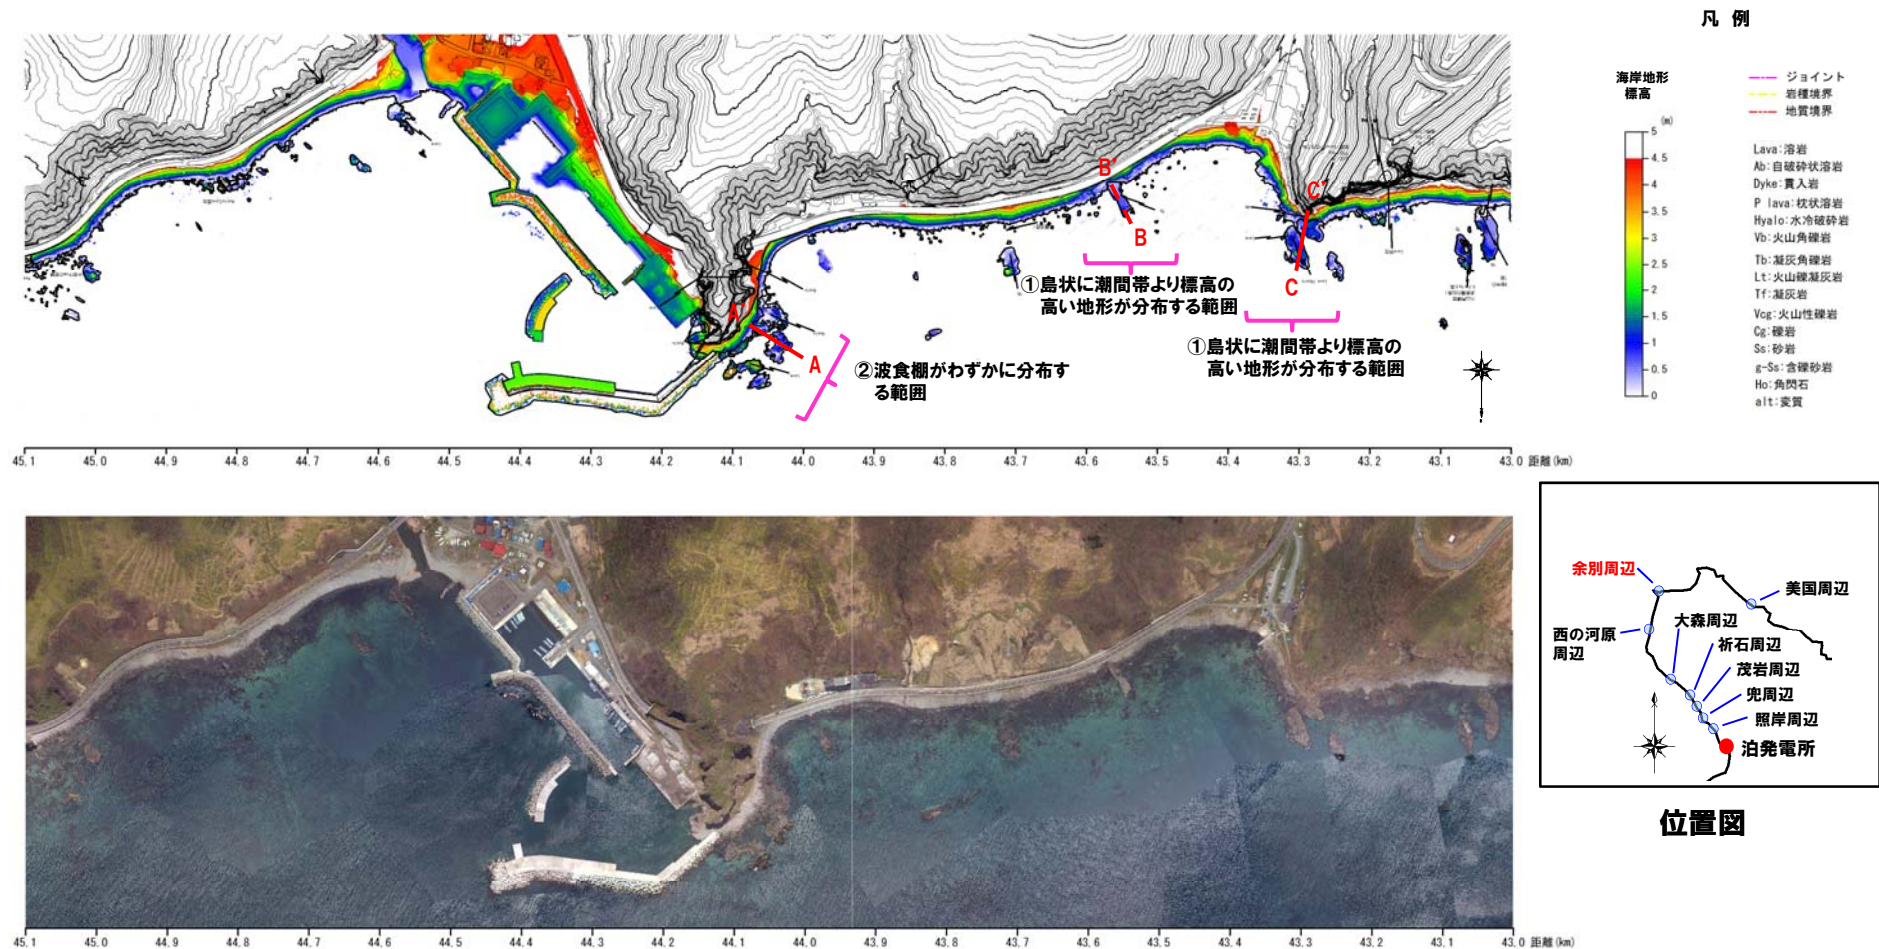 凡 例
海岸地形
標高
(m)
5
4.5
4
3.5
3
2.5
2
1.5
1
0.5
0
ジョイント
岩種境界
地質境界
Lava:溶岩
Ab:自破砕状溶岩
Dyke:貫入岩
P lava:枕状溶岩
Hyalo:水冷破砕岩
Vb:火山角礫岩
Tb:凝灰角礫岩
Lt:火山礫凝灰岩
Tf:凝灰岩
Vcg:火山性礫岩
Cg:礫岩
Ss:砂岩
g-Ss:含礫砂岩
Ho:角閃石
alt:変質
B'
B
C'
C
A
①島状に潮間帯より標高の
高い地形が分布する範囲
①島状に潮間帯より標高の
高い地形が分布する範囲
②波食棚がわずかに分布す
る範囲
45.1 45.0 44.9 44.8 44.7 44.6 44.5 44.4 44.3 44.2 44.1 44.0 43.9 43.8 43.7 43.6 43.5 43.4 43.3 43.2 43.1 43.0 距離(km)
余別周辺
美国周辺
西の河原
周辺
大森周辺
祈石周辺
茂岩周辺
兜周辺
照岸周辺
泊発電所
位置図
45.1 45.0 44.9 44.8 44.7 44.6 44.5 44.4 44.3 44.2 44.1 44.0 43.9 43.8 43.7 43.6 43.5 43.4 43.3 43.2 43.1 43.0 距離(km)